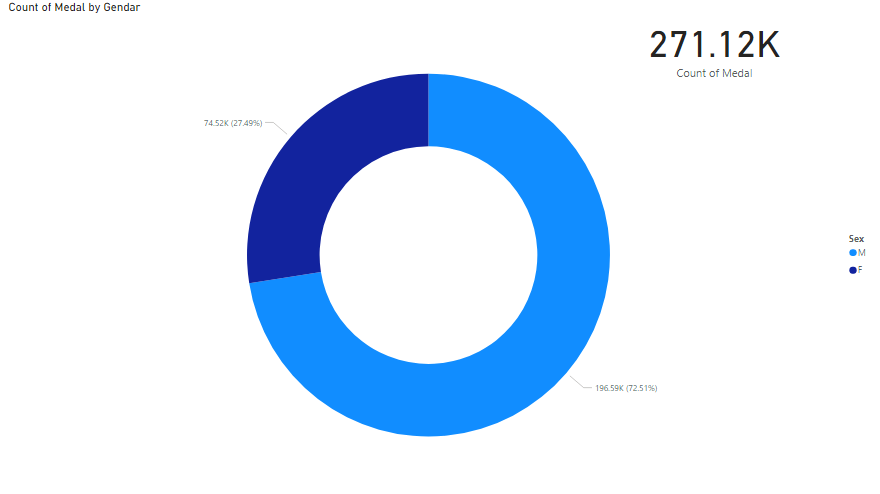 Count of Medal by Gendar
271.12K
Count of Medal
74.52K (27.49%)
Sex
M
F
196.59K (72.51%)